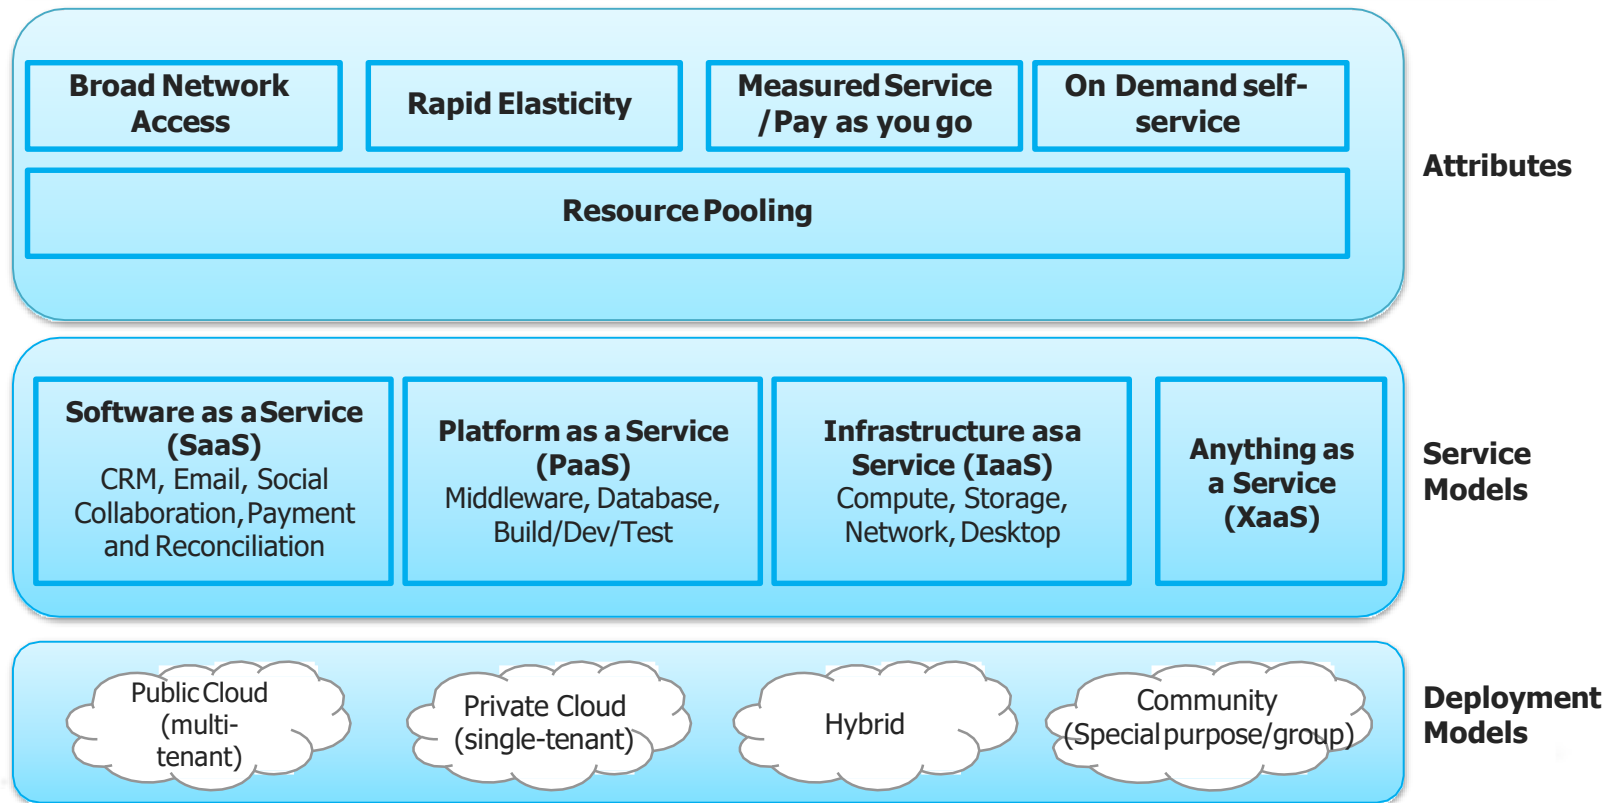 Broad Network
Access
Rapid Elasticity
Measured Service
/Pay as you go
On Demand self-
service
Resource Pooling
Attributes
Software as a Service
(SaaS)
CRM, Email, Social
Collaboration, Payment
and Reconciliation
Platform as a Service
(PaaS)
Middleware, Database,
Build/Dev/Test
Infrastructure as a
Service (IaaS)
Compute, Storage,
Network, Desktop
Anything as
a Service
(XaaS)
Service
Models
Public Cloud
(multi-
tenant)
Private Cloud
(single-tenant)
Hybrid
Community
(Special purpose/group)
Deployment
Models